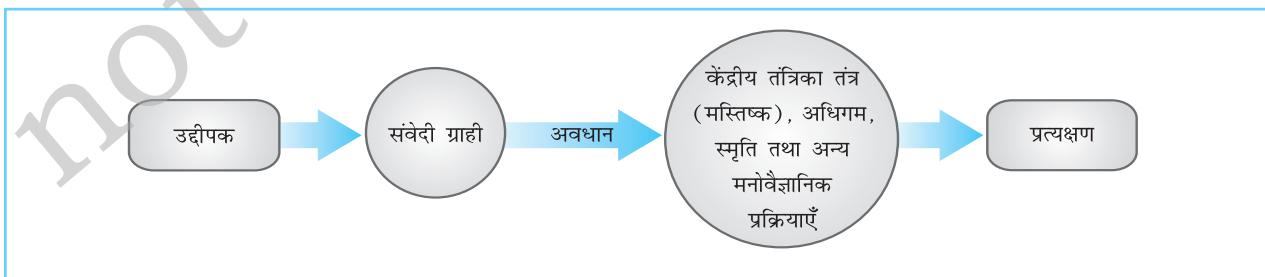 not
उद्दीपक
संवेदी ग्राही
अवधान
केंद्रीय तंत्रिका तंत्र
(मस्तिष्क), अधिगम,
स्मृति तथा अन्य
मनोवैज्ञानिक
प्रक्रियाएँ
प्रत्यक्षण